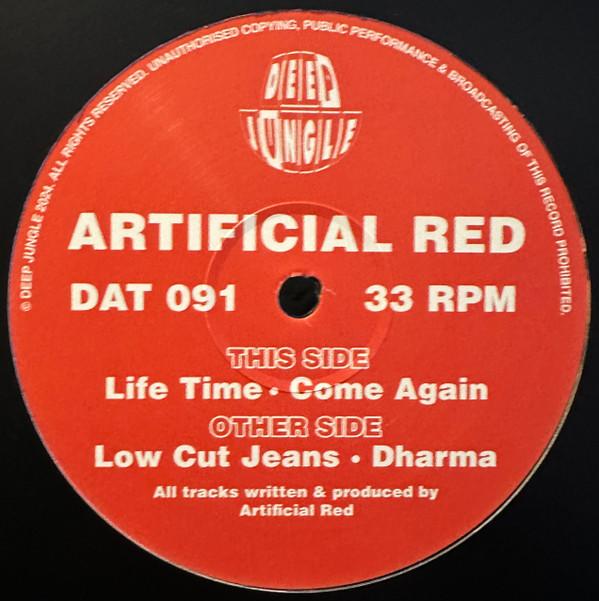 © DEEP JUNGLE 2024. ALL RIGHTS RESERVED. UNAUTHORISED COPYING, PUBLIC PERFORMANCE & BROADCASTING OF THIS RECORD PROHIBITED.
DEEP
JUNGLE
ARTIFICIAL RED
DAT 091 33 RPM
THIS SIDE
Life Time • Come Again
OTHER SIDE
Low Cut Jeans • Dharma
All tracks written & produced by
Artificial Red